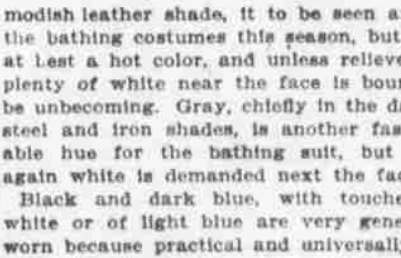 modish leather shade, it to be seen a
the bathing costumes this season, but
at best a hot color, and unless relieve
plenty of white near the face is bour
be unbecoming. Gray, chiefly in the da
steel and iron shades, is another fas
able hue for the bathing suit, but
again white is demanded next the fac
Black and dark blue, with touche
white or of light blue are very gene
worn because practical and universall